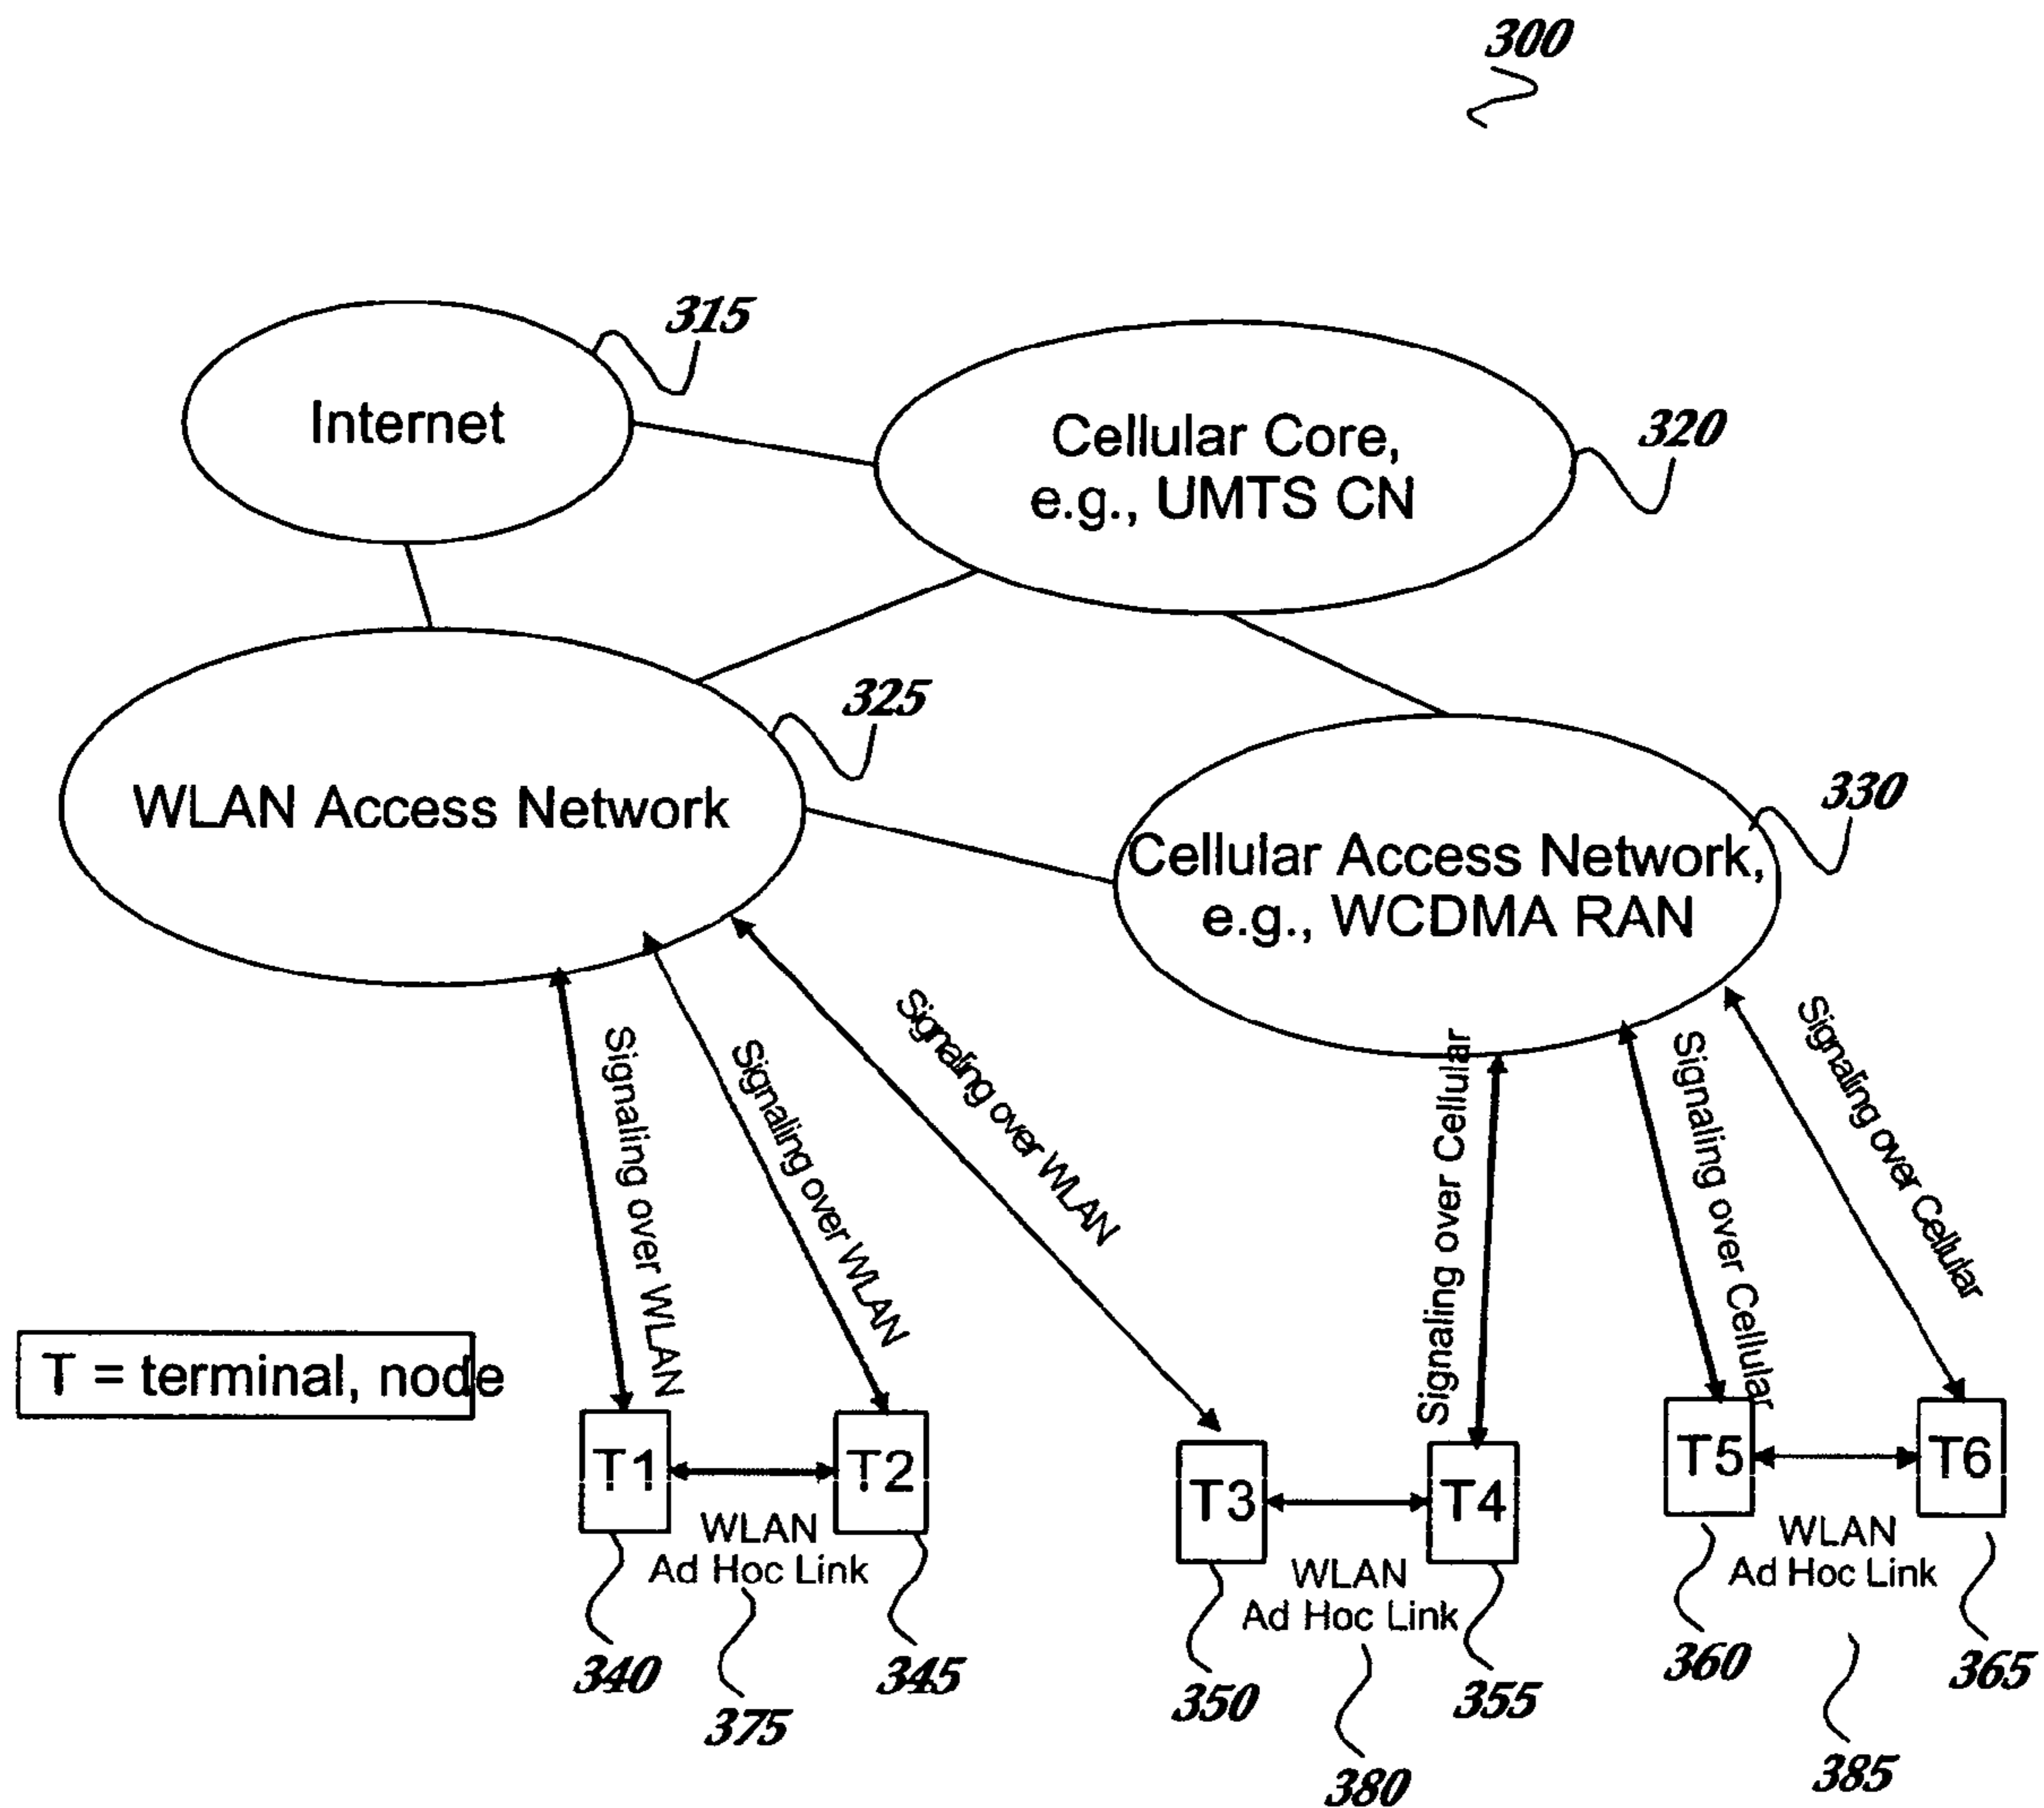 300
315
Internet
Cellular Core,
e.g., UMTS CN
320
325
WLAN Access Network
330
Cellular Access Network,
e.g., WCDMA RAN
Signaling over WLAN
Signaling over WLAN
Signaling over WLAN
Signaling over Cellular
Signaling over Cellular
Signaling over Cellular
T = terminal, node
T1
T2
T3
T4
T5
T6
WLAN
Ad Hoc Link
WLAN
Ad Hoc Link
WLAN
Ad Hoc Link
340
345
350
355
360
365
375
380
385